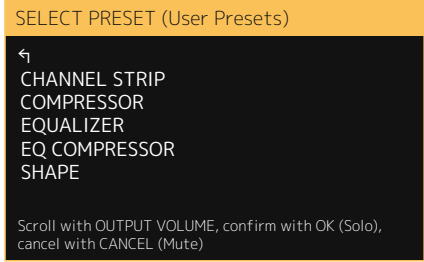 SELECT PRESET (User Presets)
↰
CHANNEL STRIP
COMPRESSOR
EQUALIZER
EQ COMPRESSOR
SHAPE
Scroll with OUTPUT VOLUME, confirm with OK (Solo),
cancel with CANCEL (Mute)